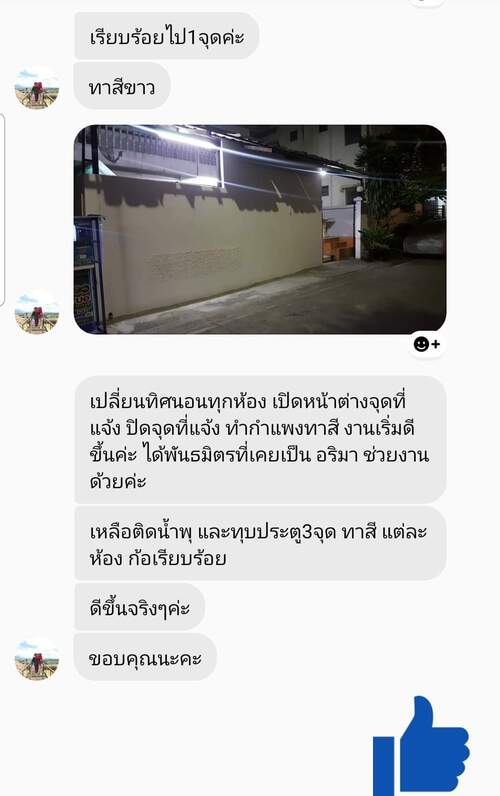 เรียบร้อยไป1จุดค่ะ
ทาสีขาว
เปลี่ยนทิศนอนทุกห้อง เปิดหน้าต่างจุดที่
แจ้ง ปิดจุดที่แจ้ง ทำกำแพงทาสี งานเริ่มดี
ขึ้นค่ะ ได้พันธมิตรที่เคยเป็น อริมา ช่วยงาน
ด้วยค่ะ
เหลือติดน้ำพุ และทุบประตู3จุด ทาสี แต่ละ
ห้อง ก้อเรียบร้อย
ดีขึ้นจริงๆค่ะ
ขอบคุณนะคะ